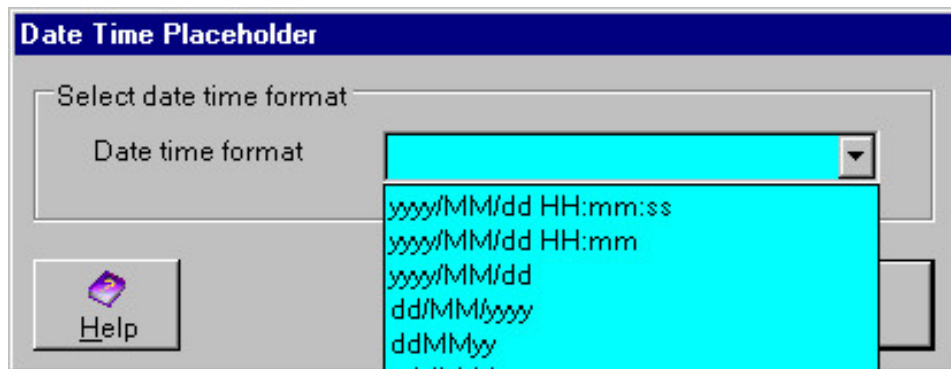 Date Time Placeholder
Select date time format
Date time format
yyyy/MM/dd HH:mm:ss
yyyy/MM/dd HH:mm
yyyy/MM/dd
dd/MM/yyyy
ddMMyy
Help